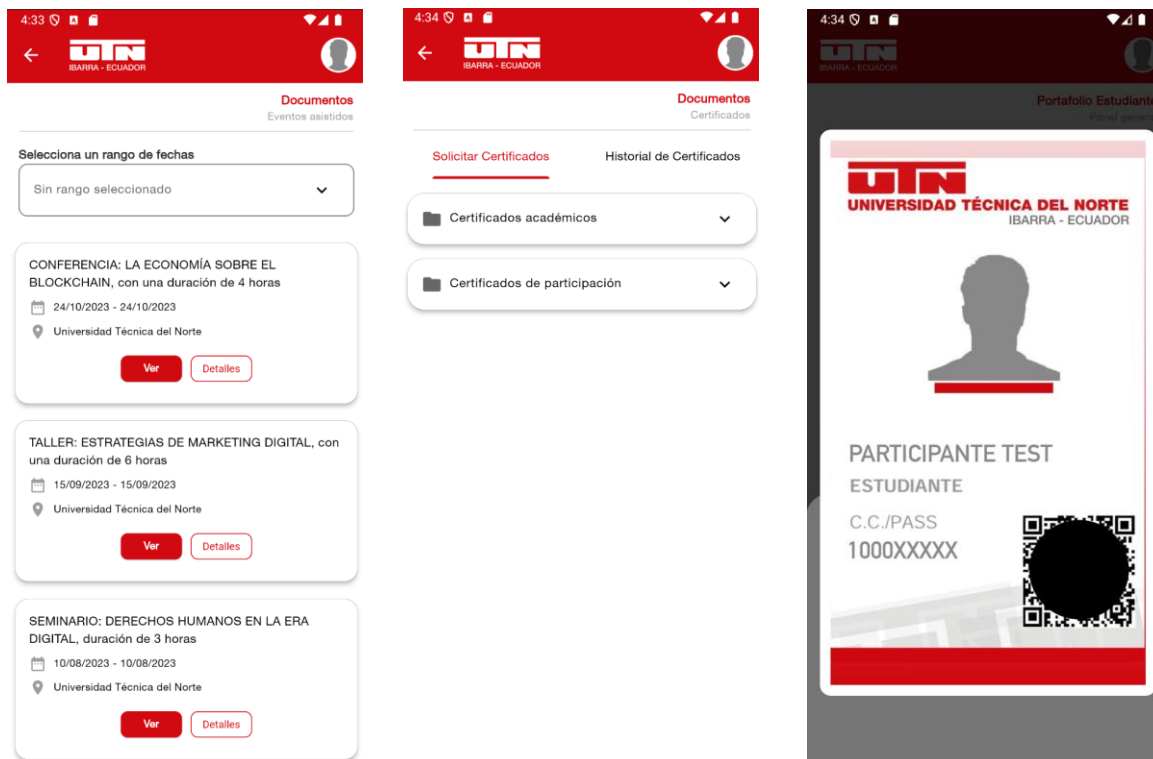 4:33
UTN
IBARRA - ECUADOR
Documentos
Eventos asistidos
Selecciona un rango de fechas
Sin rango seleccionado
CONFERENCIA: LA ECONOMÍA SOBRE EL
BLOCKCHAIN, con una duración de 4 horas
24/10/2023 - 24/10/2023
Universidad Técnica del Norte
Ver
Detalles
TALLER: ESTRATEGIAS DE MARKETING DIGITAL, con
una duración de 6 horas
15/09/2023 - 15/09/2023
Universidad Técnica del Norte
Ver
Detalles
SEMINARIO: DERECHOS HUMANOS EN LA ERA
DIGITAL, duración de 3 horas
10/08/2023 - 10/08/2023
Universidad Técnica del Norte
Ver
Detalles
4:34
UTN
IBARRA - ECUADOR
Documentos
Certificados
Solicitar Certificados
Historial de Certificados
Certificados académicos
Certificados de participación
4:34
UTN
IBARRA - ECUADOR
Portafolio Estudiante
Panel
UTN
UNIVERSIDAD TÉCNICA DEL NORTE
IBARRA - ECUADOR
PARTICIPANTE TEST
ESTUDIANTE
C.C./PASS
1000XXXXX